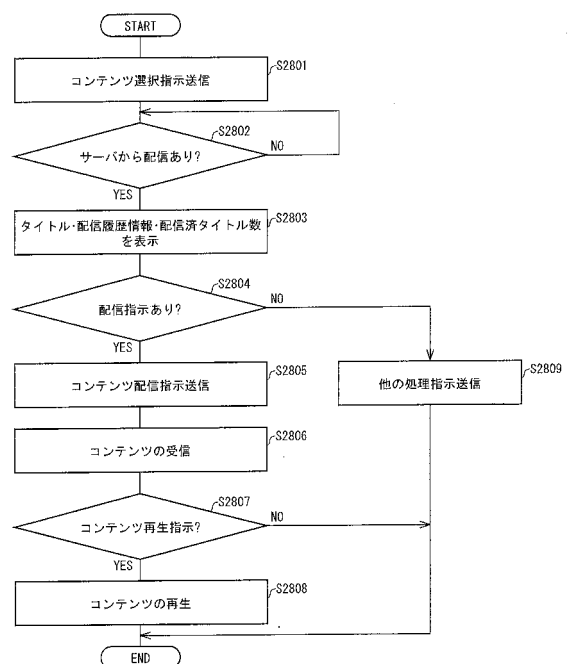 START
コンテンツ選択指示送信
S2801
サーバから配信あり?
S2802
NO
YES
タイトル・配信履歴情報・配信済タイトル数
を表示
S2803
配信指示あり?
S2804
NO
YES
コンテンツ配信指示送信
S2805
他の処理指示送信
S2809
コンテンツの受信
S2806
コンテンツ再生指示?
S2807
NO
YES
コンテンツの再生
S2808
END